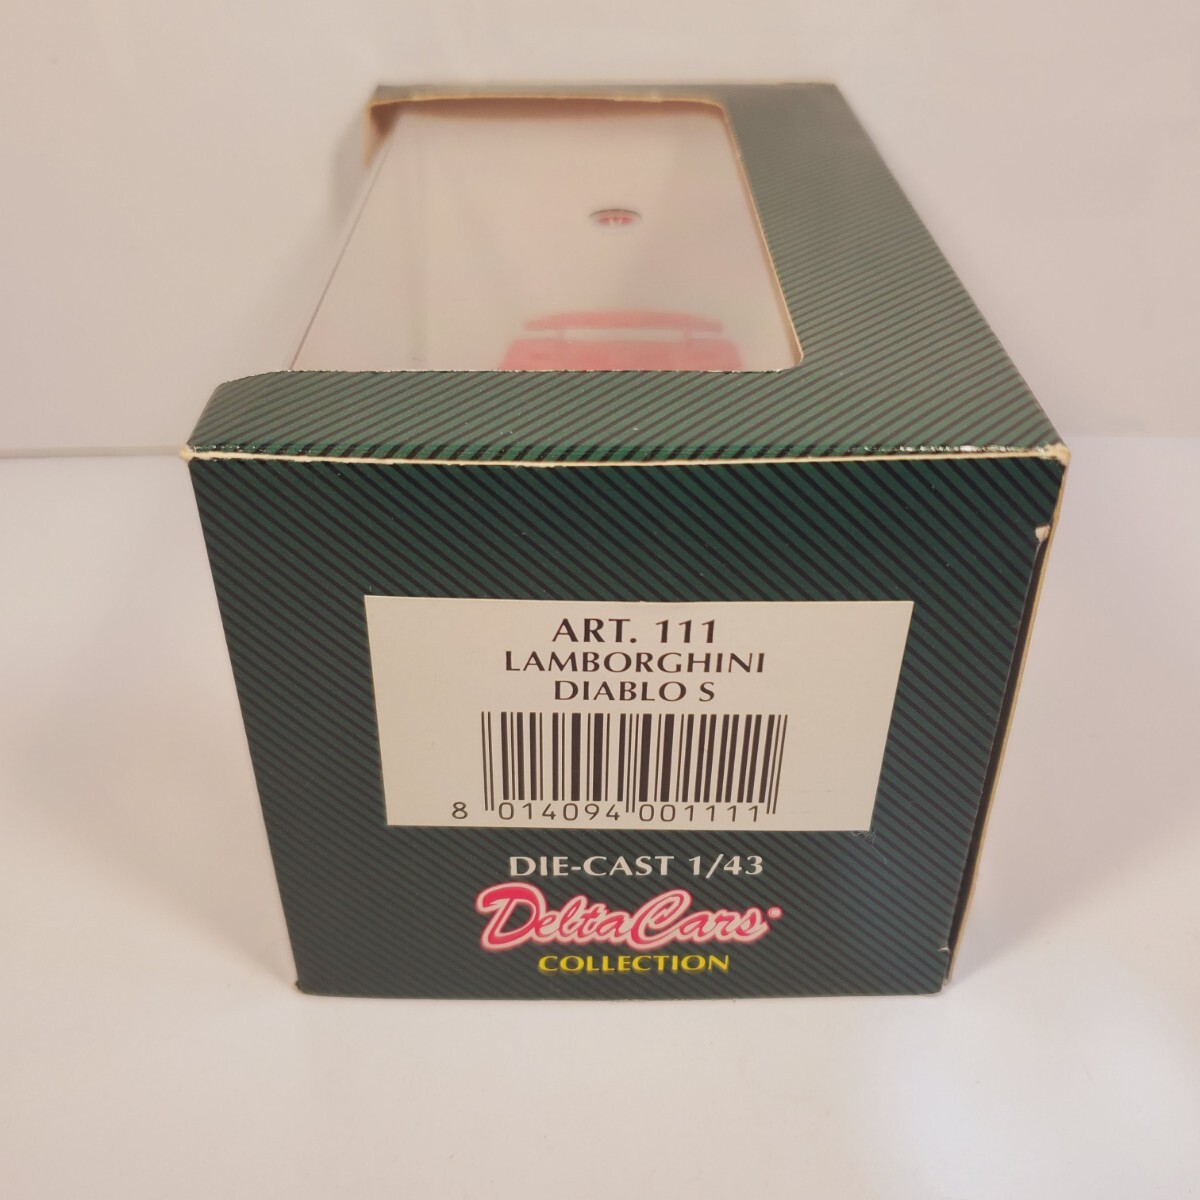 ART. 111
LAMBORGHINI
DIABLO S
8 014094 001111
DIE-CAST 1/43
DeltaCars®
COLLECTION